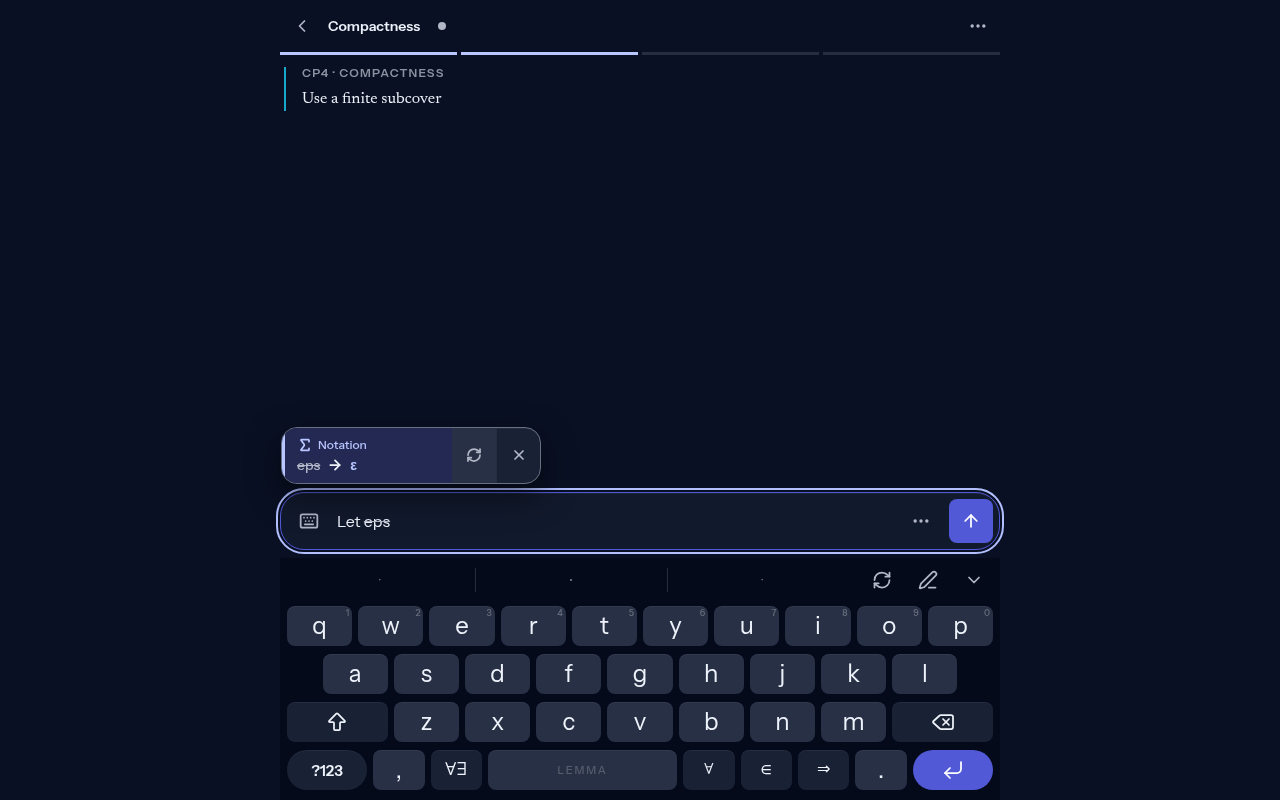 Compactness
CP4 · COMPACTNESS
Use a finite subcover
Notation
eps → ε
Let eps
q 1 w 2 e 3 r 4 t 5 y 6 u 7 i 8 o 9 p 0
a s d f g h j k l
z x c v b n m
?123 , ∀∃ LEMMA ∀ ∈ ⇒ .